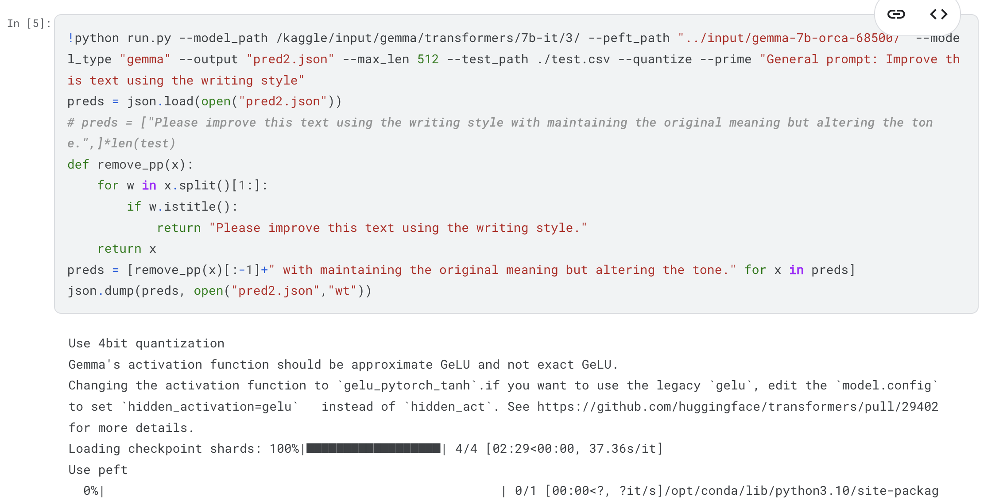 In [5]:
!python run.py --model_path /kaggle/input/gemma/transformers/7b-it/3/ --peft_path "../input/gemma-7b-orca-68500/" --mode
l_type "gemma" --output "pred2.json" --max_len 512 --test_path ./test.csv --quantize --prime "General prompt: Improve th
is text using the writing style"
preds = json.load(open("pred2.json"))
# preds = ["Please improve this text using the writing style with maintaining the original meaning but altering the ton
e.",]*len(test)
def remove_pp(x):
    for w in x.split()[1:]:
        if w.istitle():
            return "Please improve this text using the writing style."
    return x
preds = [remove_pp(x)[:-1]+" with maintaining the original meaning but altering the tone." for x in preds]
json.dump(preds, open("pred2.json","wt"))
Use 4bit quantization
Gemma's activation function should be approximate GeLU and not exact GeLU.
Changing the activation function to `gelu_pytorch_tanh`.if you want to use the legacy `gelu`, edit the `model.config`
to set `hidden_activation=gelu`   instead of `hidden_act`. See https://github.com/huggingface/transformers/pull/29402
for more details.
Loading checkpoint shards: 100%|██████████████████| 4/4 [02:29<00:00, 37.36s/it]
Use peft
  0%|                                                     | 0/1 [00:00<?, ?it/s]/opt/conda/lib/python3.10/site-packag